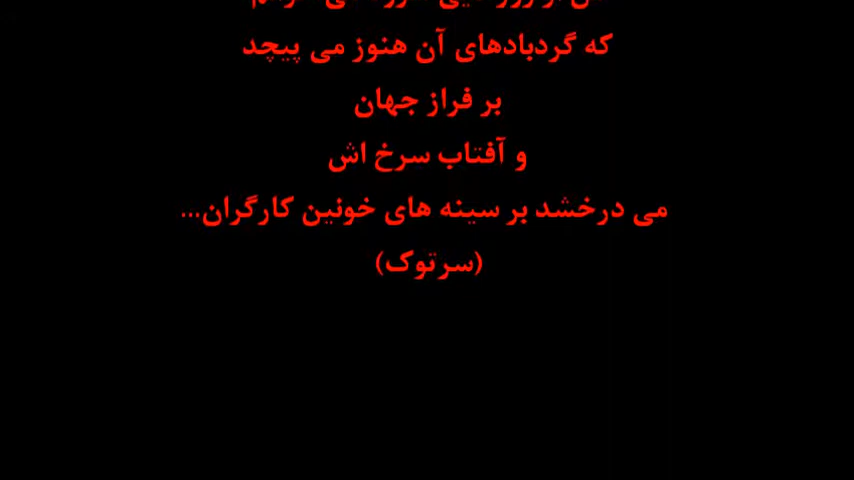 که گردبادهای آن هنوز می پیچد
بر فراز جهان
و آفتاب سرخ اش
می درخشد بر سینه های خونین کارگران...
(سرتوک)